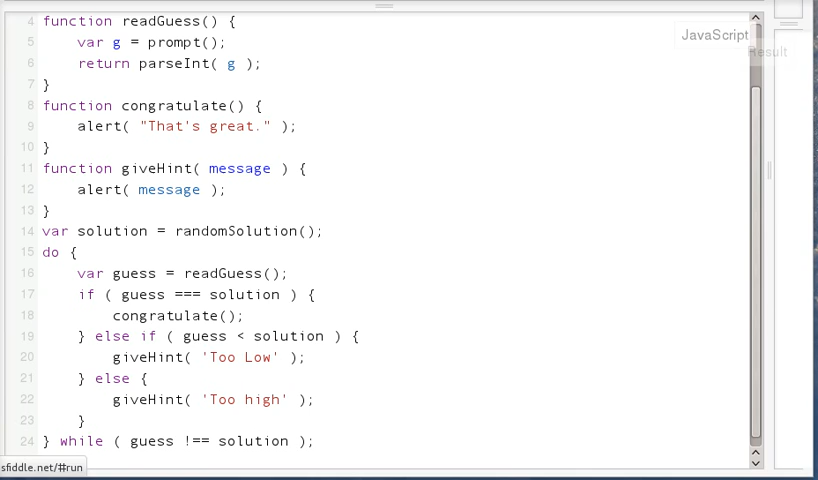 JavaScript
Result
4 function readGuess() {
5 var g = prompt();
6 return parseInt( g );
7 }
8 function congratulate() {
9 alert( "That's great." );
10 }
11 function giveHint( message ) {
12 alert( message );
13 }
14 var solution = randomSolution();
15 do {
16 var guess = readGuess();
17 if ( guess === solution ) {
18 congratulate();
19 } else if ( guess < solution ) {
20 giveHint( 'Too Low' );
21 } else {
22 giveHint( 'Too high' );
23 }
24 } while ( guess !== solution );
sfiddle.net/#run